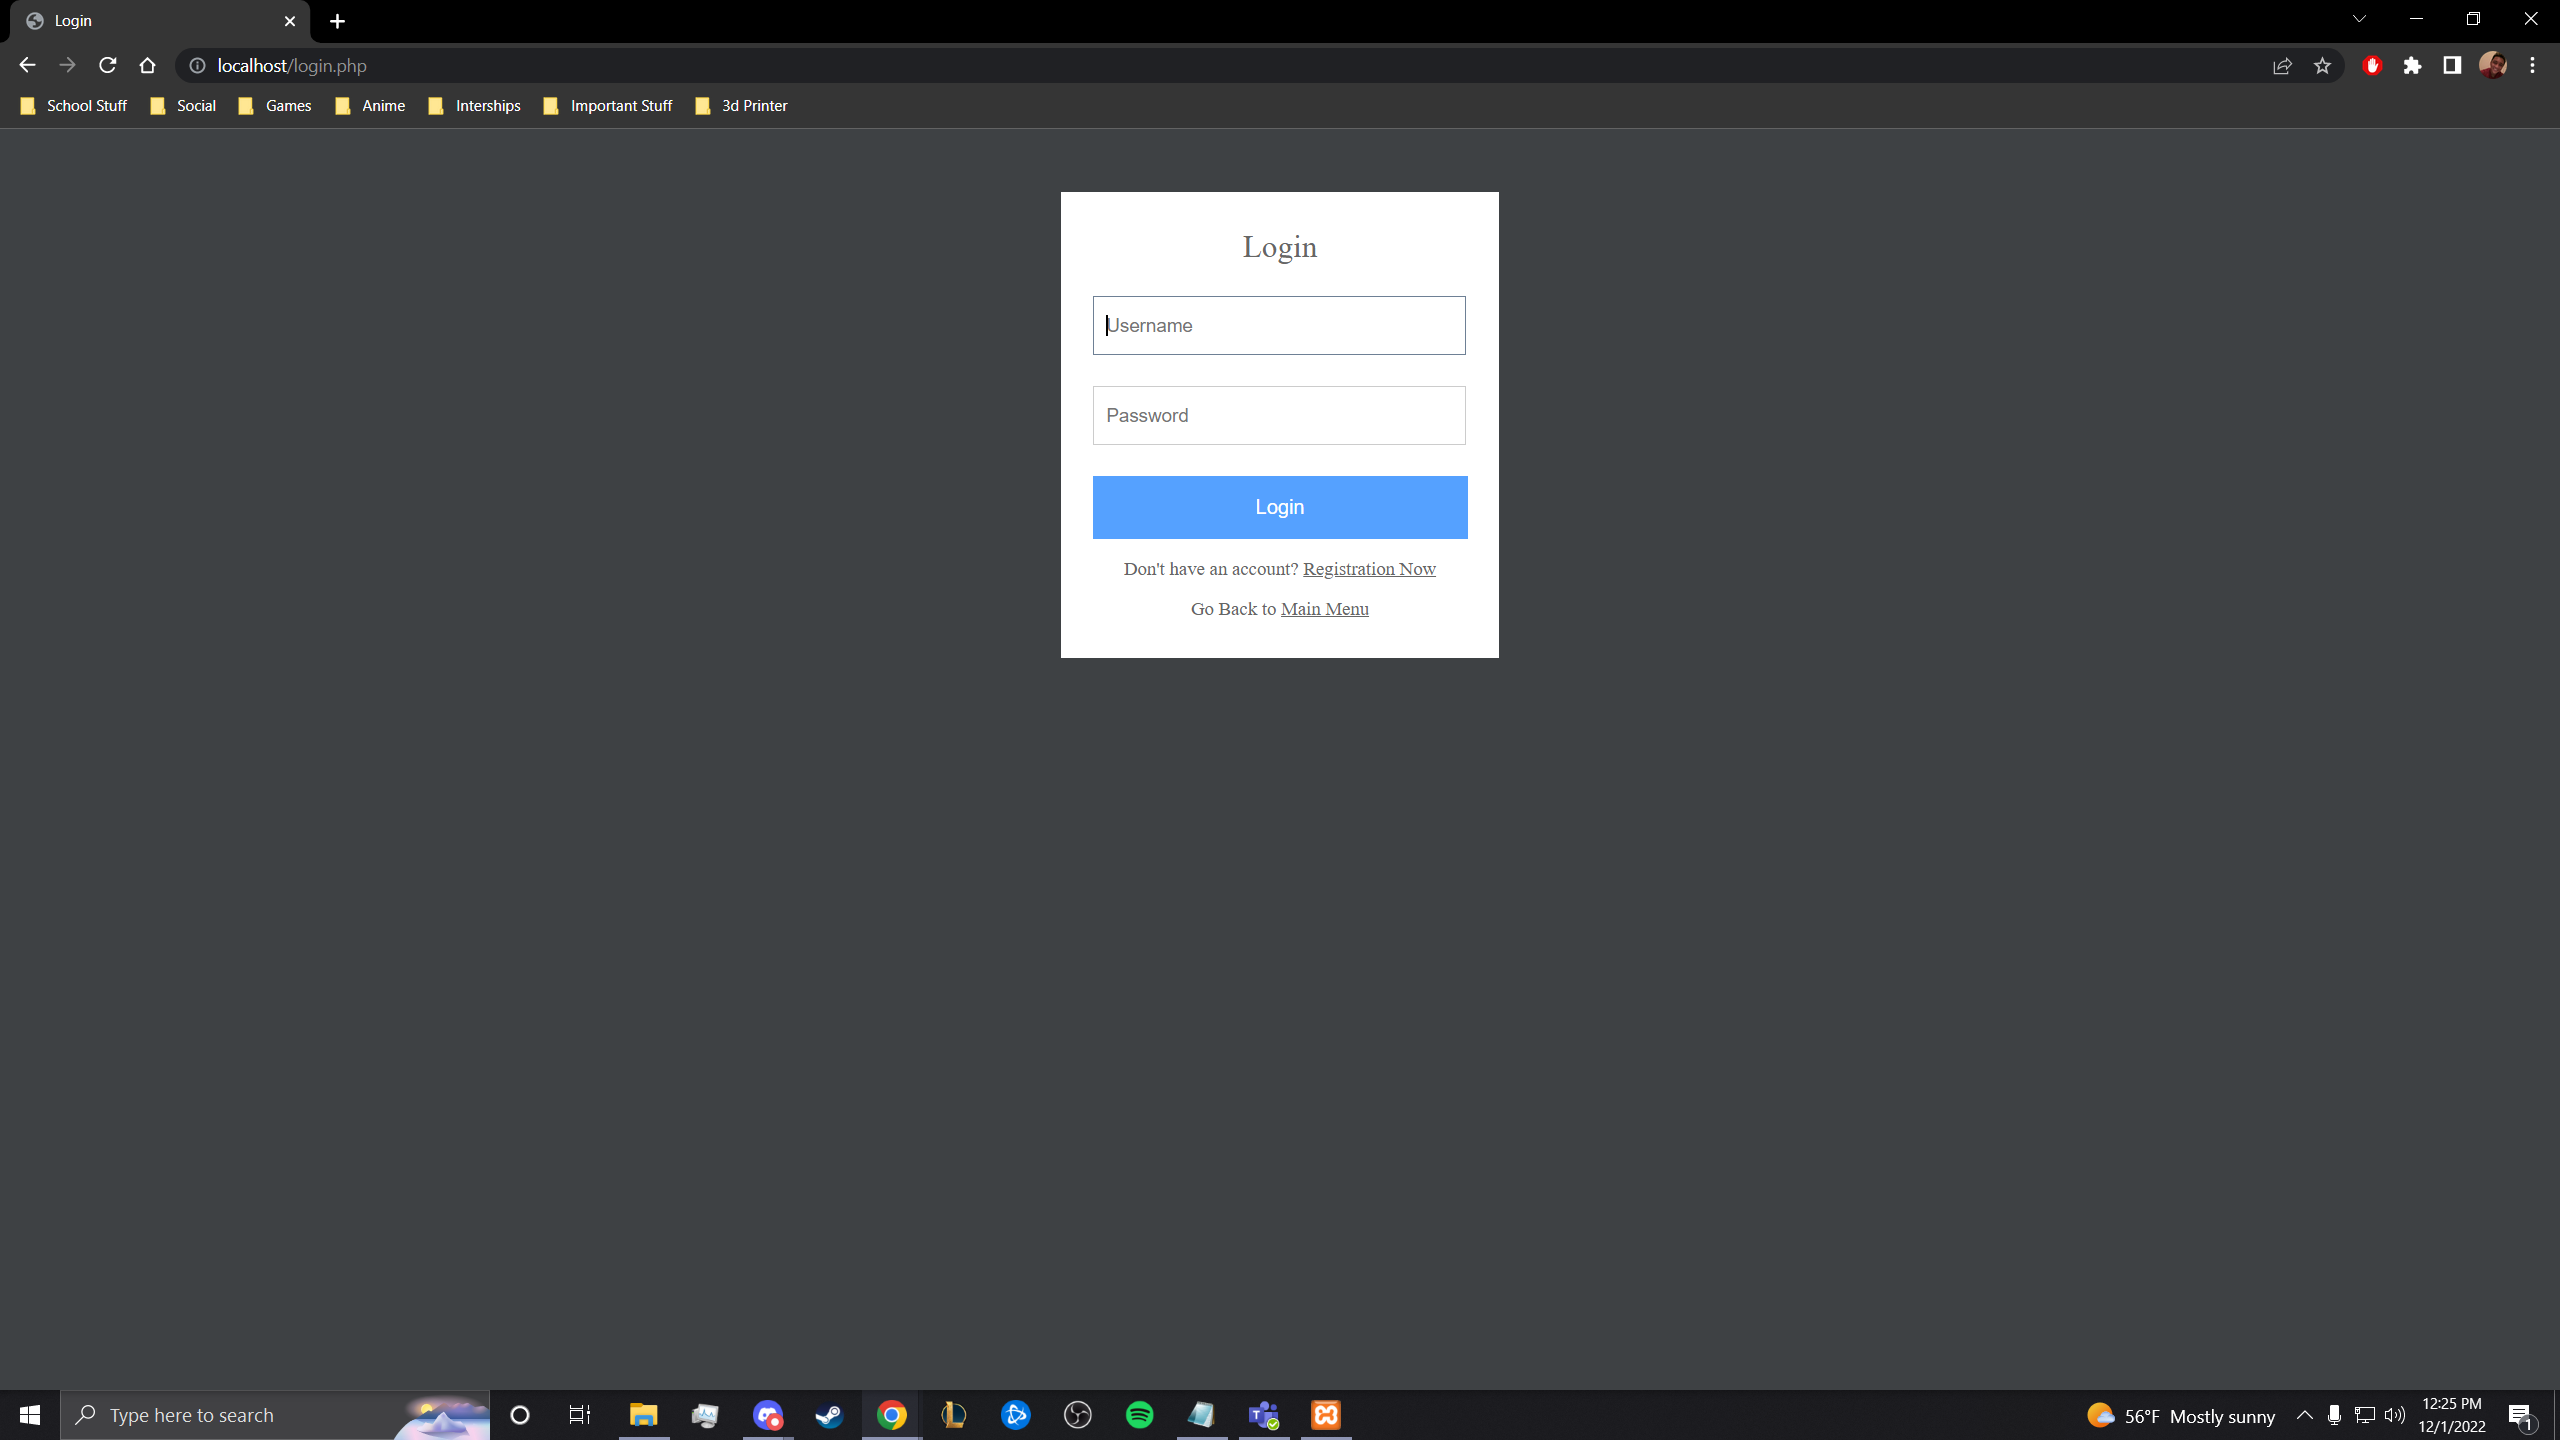 Login
localhost/login.php
School Stuff Social Games Anime Interships Important Stuff 3d Printer
Login
Username
Password
Login
Don't have an account? Registration Now
Go Back to Main Menu
Type here to search
56°F Mostly sunny
12:25 PM
12/1/2022
1